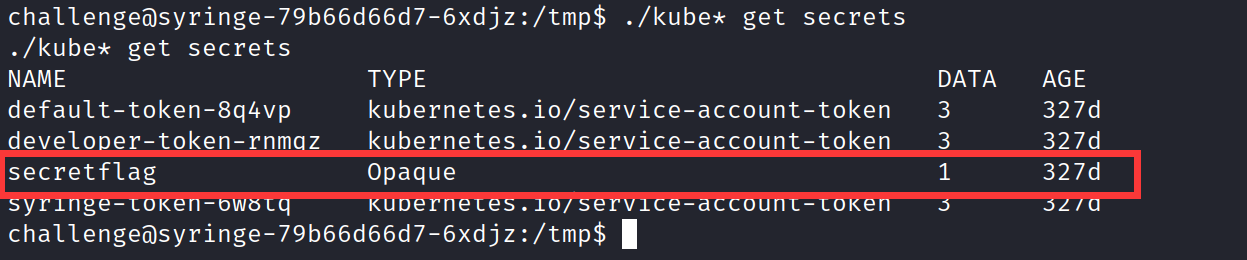 challenge@syringe-79b66d66d7-6xdjz:/tmp$ ./kube* get secrets
./kube* get secrets
NAME TYPE DATA AGE
default-token-8q4vp kubernetes.io/service-account-token 3 327d
developer-token-rnmqz kubernetes.io/service-account-token 3 327d
secretflag Opaque 1 327d
syringe-token-6w8tq kubernetes.io/service-account-token 3 327d
challenge@syringe-79b66d66d7-6xdjz:/tmp$